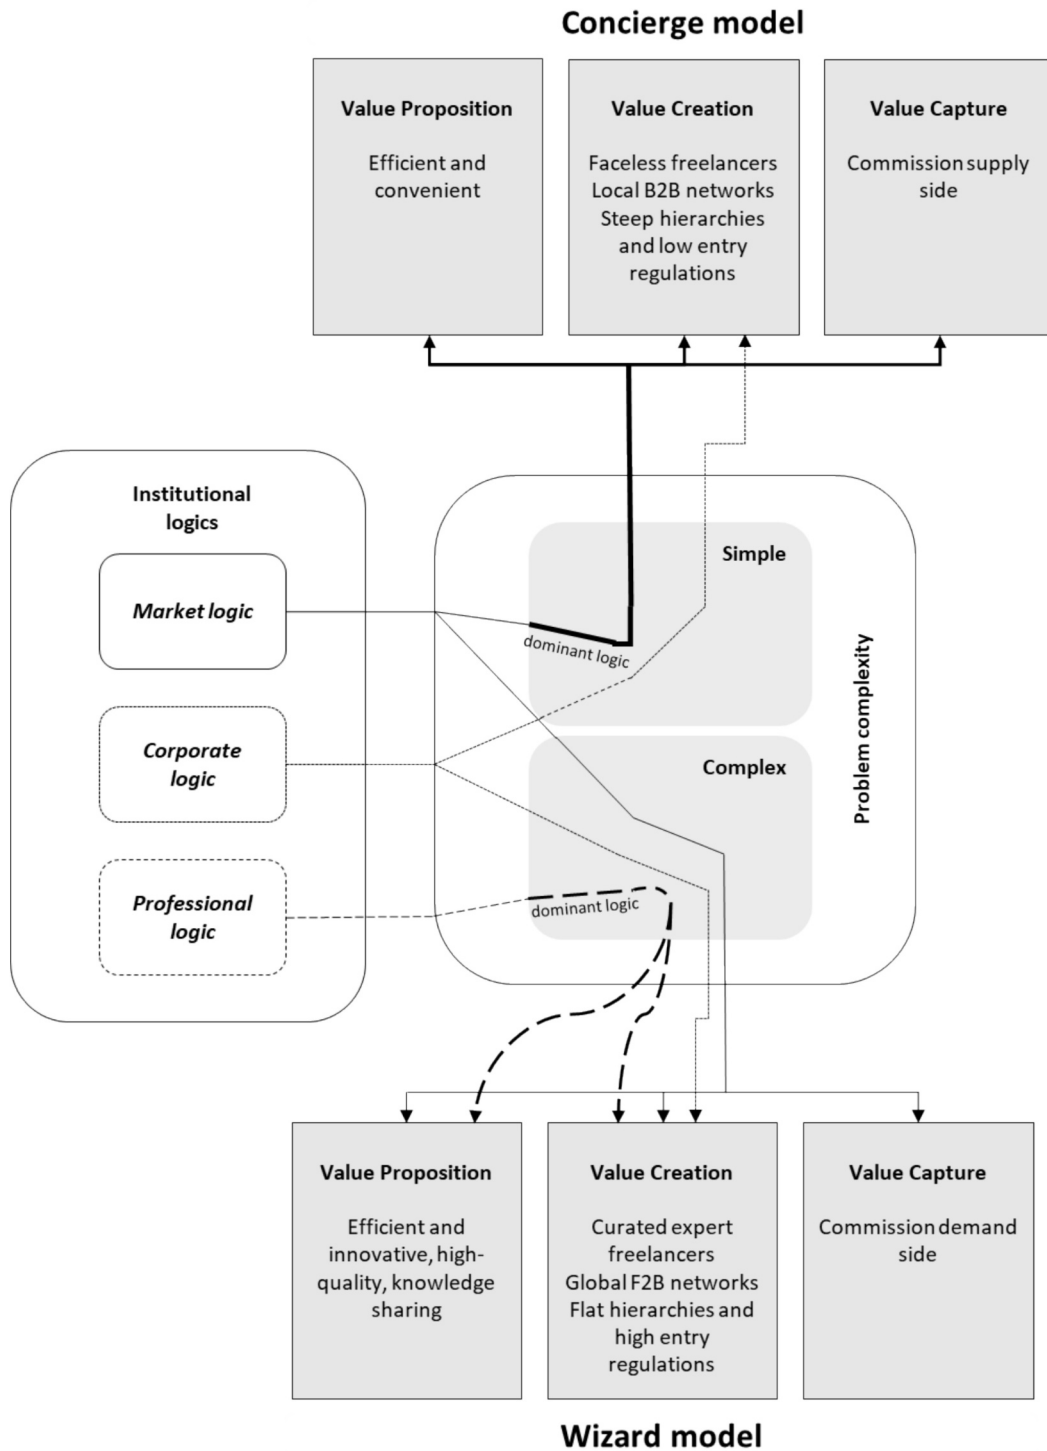 Concierge model
Value Proposition
Efficient and
convenient
Value Creation
Faceless freelancers
Local B2B networks
Steep hierarchies
and low entry
regulations
Value Capture
Commission supply
side
Institutional
logics
Market logic
Corporate
logic
Professional
logic
Simple
dominant logic
Complex
dominant logic
Problem complexity
Value Proposition
Efficient and
innovative, high-
quality, knowledge
sharing
Value Creation
Curated expert
freelancers
Global F2B networks
Flat hierarchies and
high entry
regulations
Value Capture
Commission demand
side
Wizard model